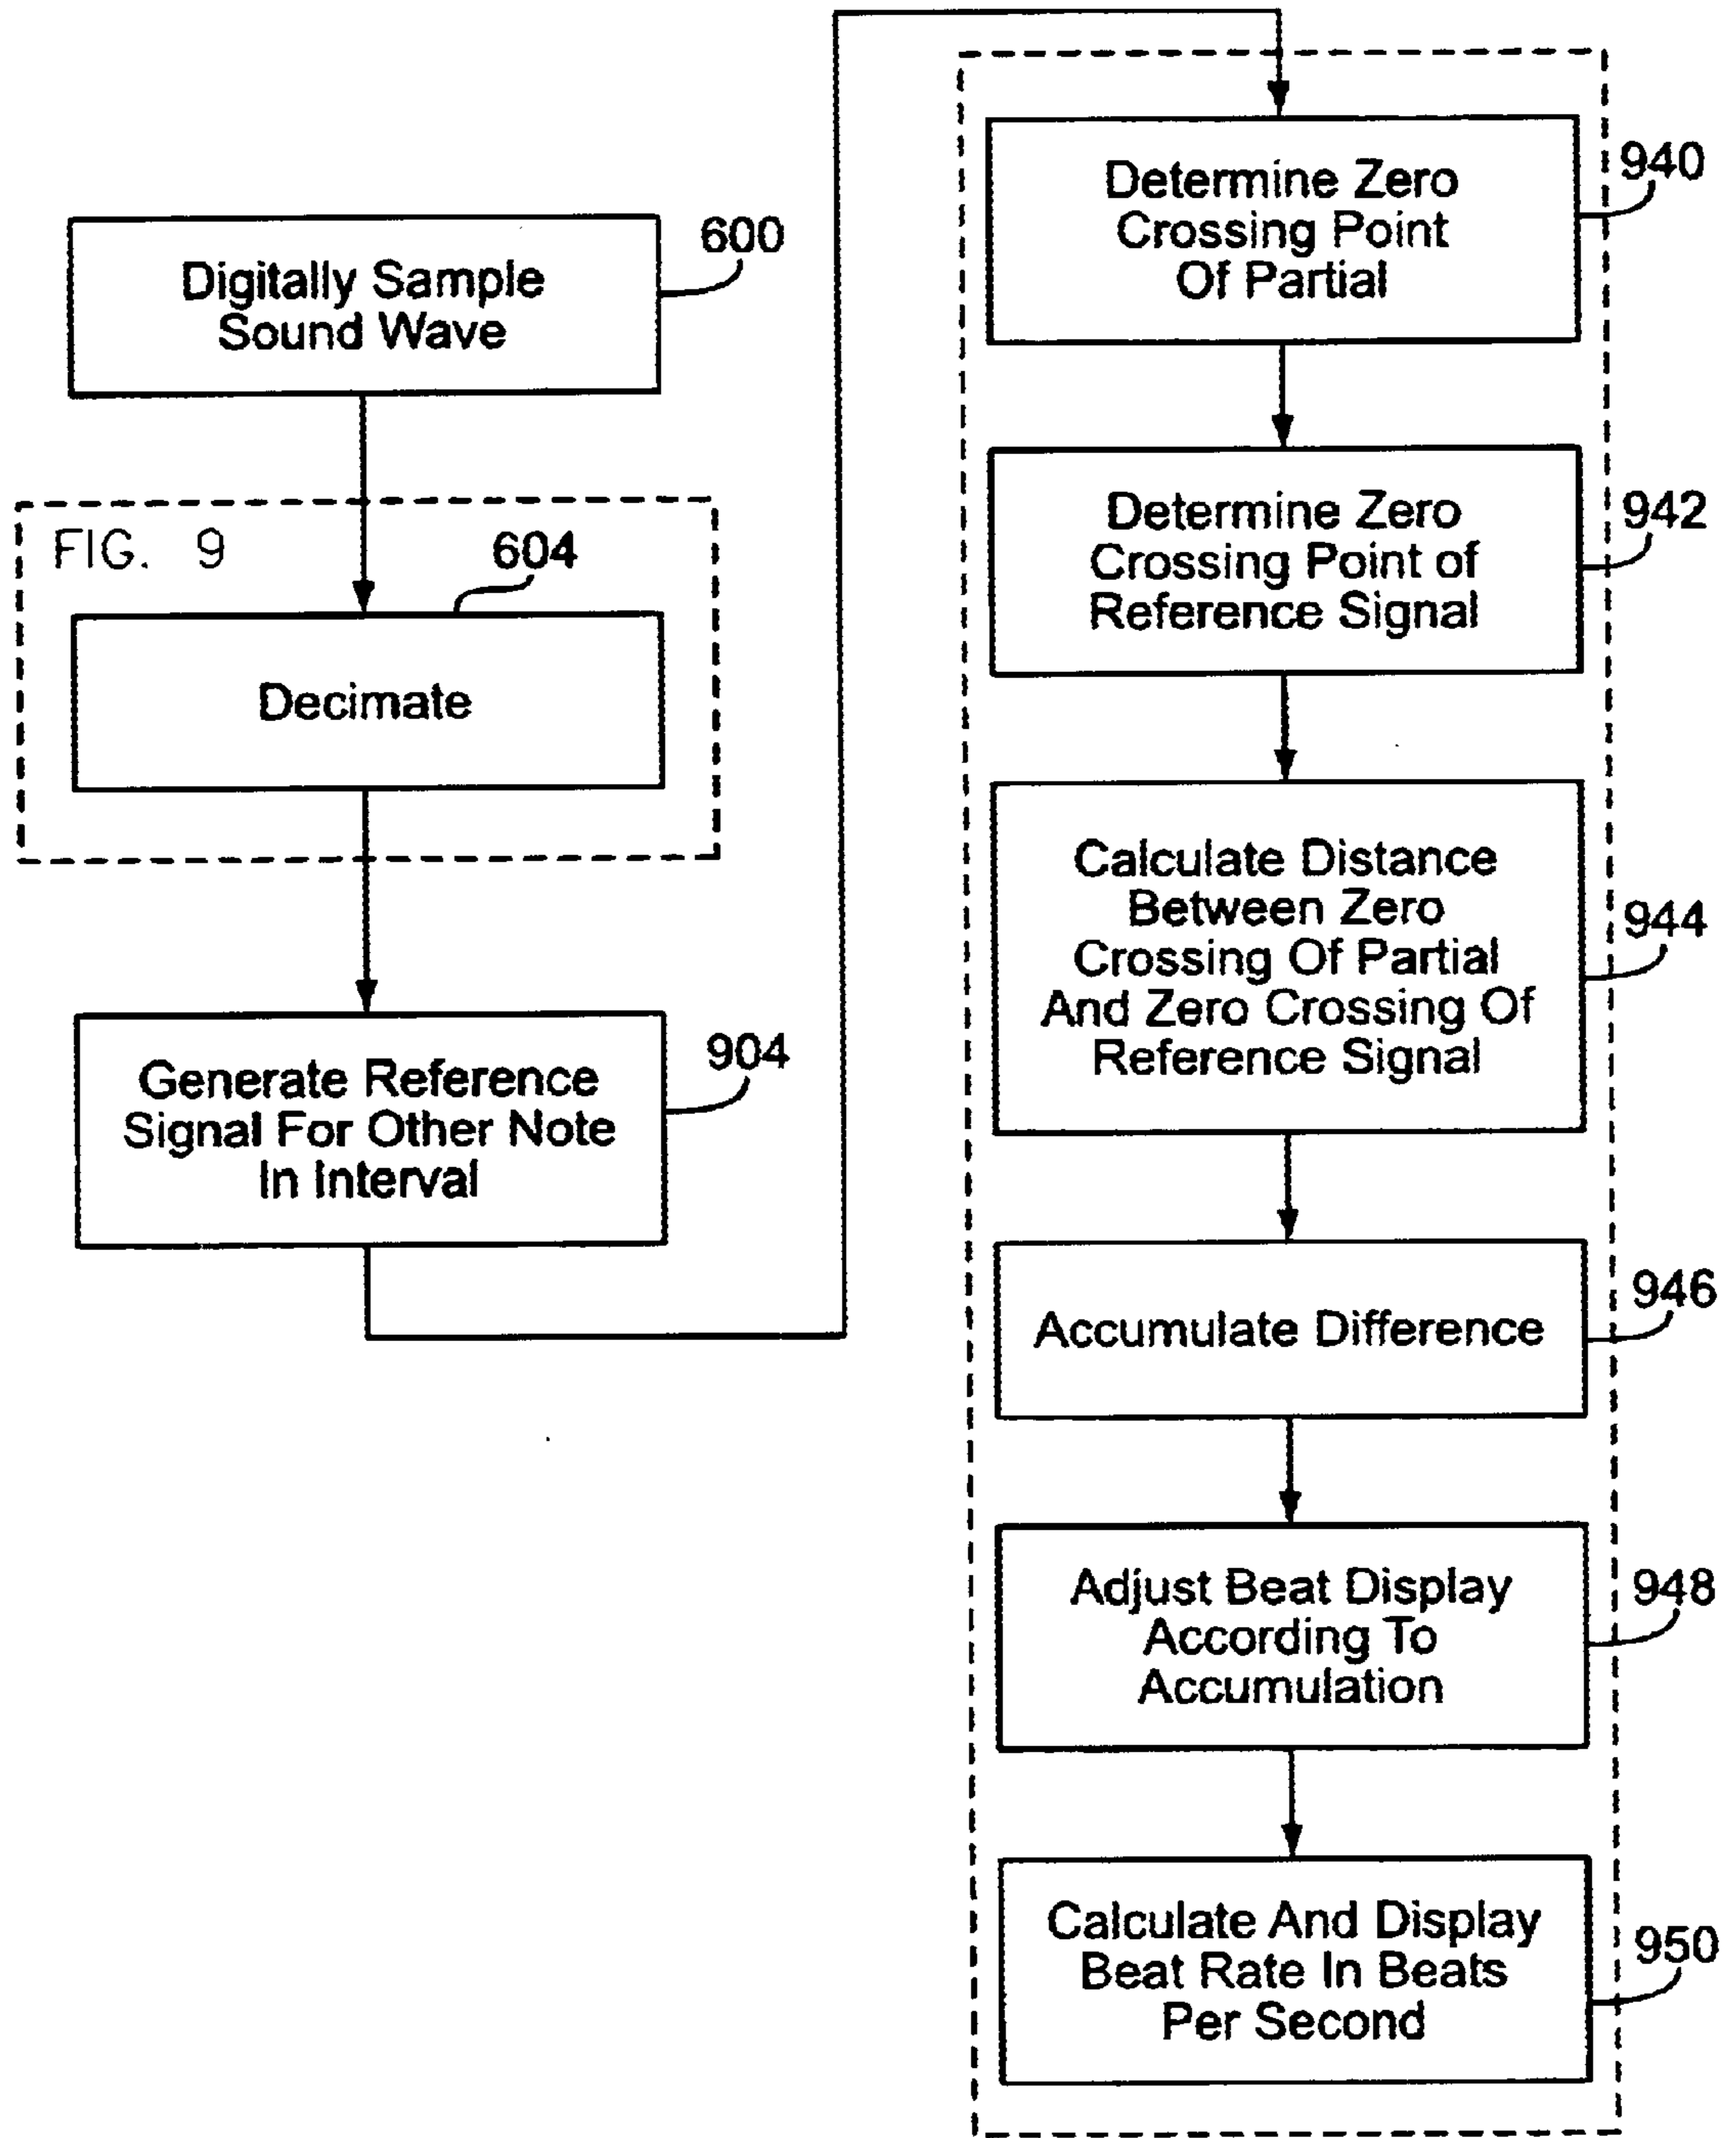 600
Digitally Sample
Sound Wave
FIG. 9
604
Decimate
904
Generate Reference
Signal For Other Note
In Interval
940
Determine Zero
Crossing Point
Of Partial
942
Determine Zero
Crossing Point of
Reference Signal
944
Calculate Distance
Between Zero
Crossing Of Partial
And Zero Crossing Of
Reference Signal
946
Accumulate Difference
948
Adjust Beat Display
According To
Accumulation
950
Calculate And Display
Beat Rate In Beats
Per Second